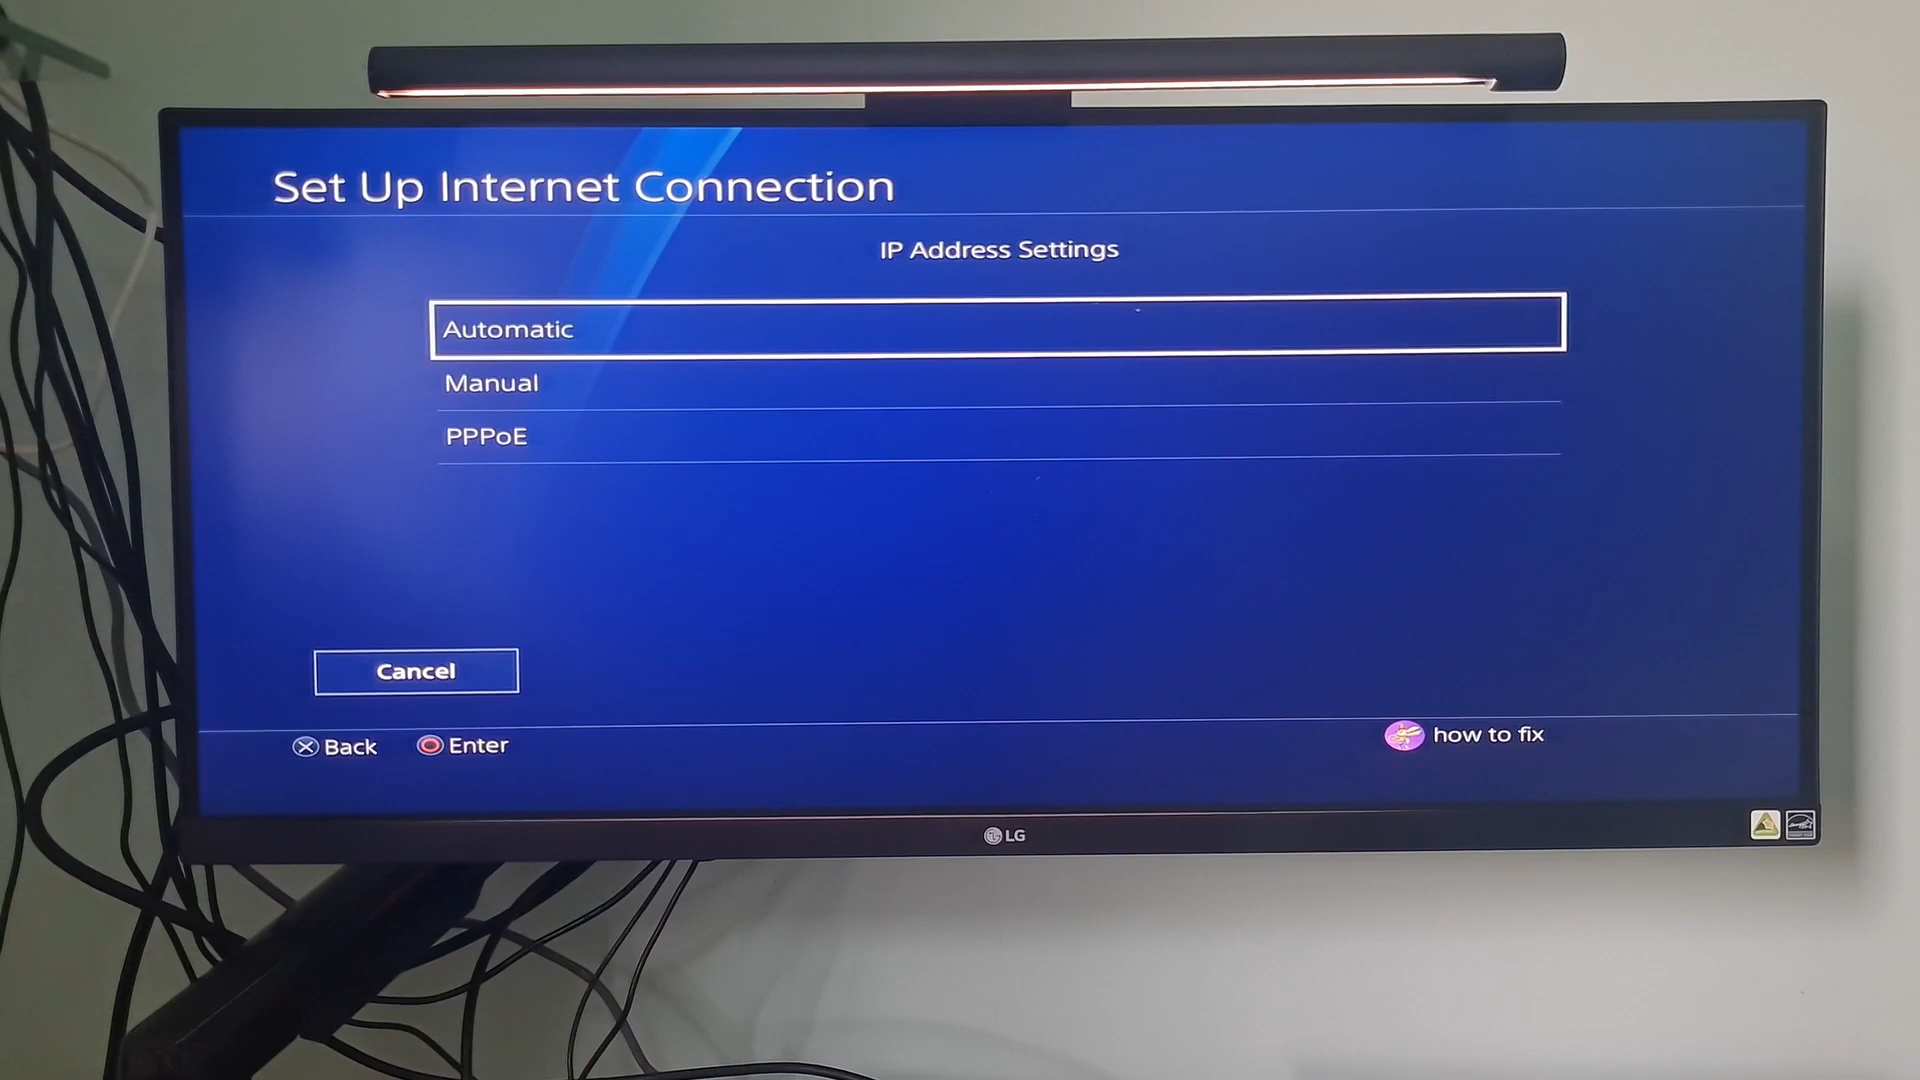 Set Up Internet Connection
IP Address Settings
Automatic
Manual
PPPoE
Cancel
Back
Enter
how to fix
LG